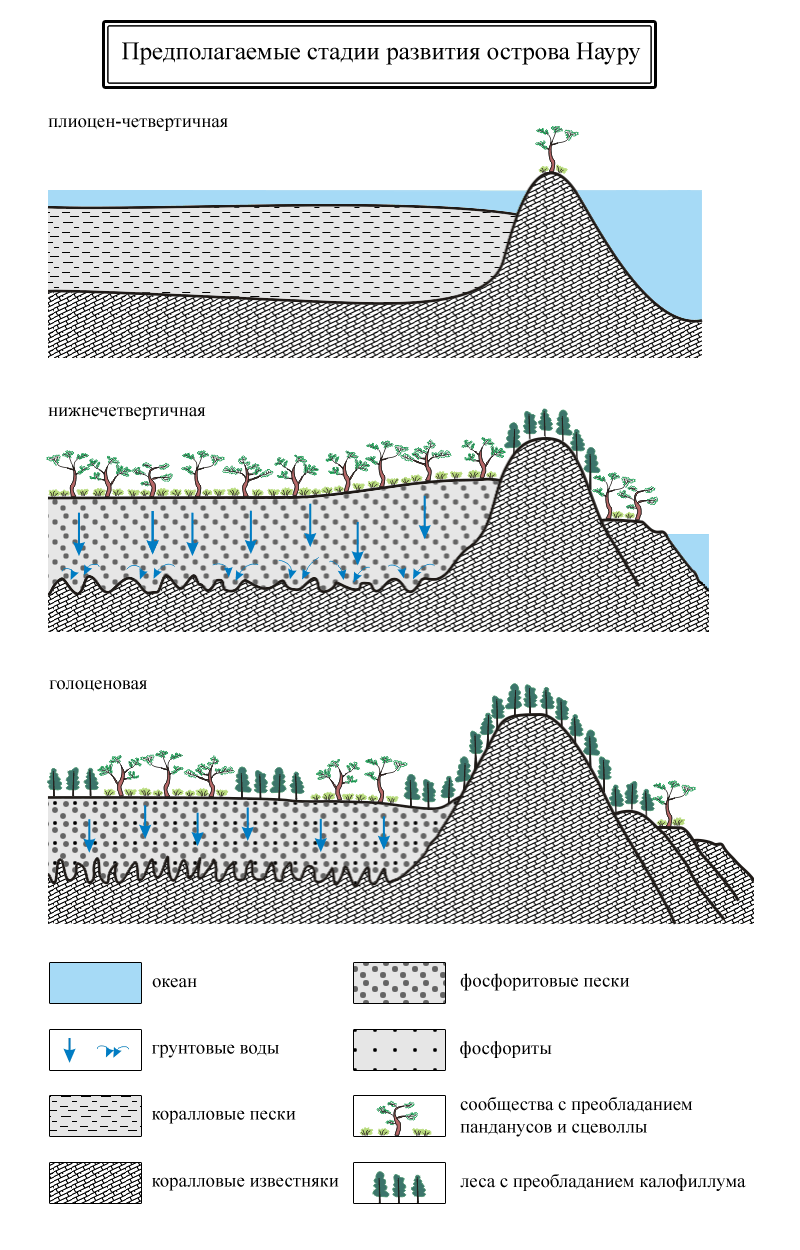 Предполагаемые стадии развития острова Науру
плиоцен-четвертичная
нижнечетвертичная
голоценовая
океан
фосфоритовые пески
грунтовые воды
фосфориты
коралловые пески
сообщества с преобладанием
панданусов и сцеволлы
коралловые известняки
леса с преобладанием калофиллума